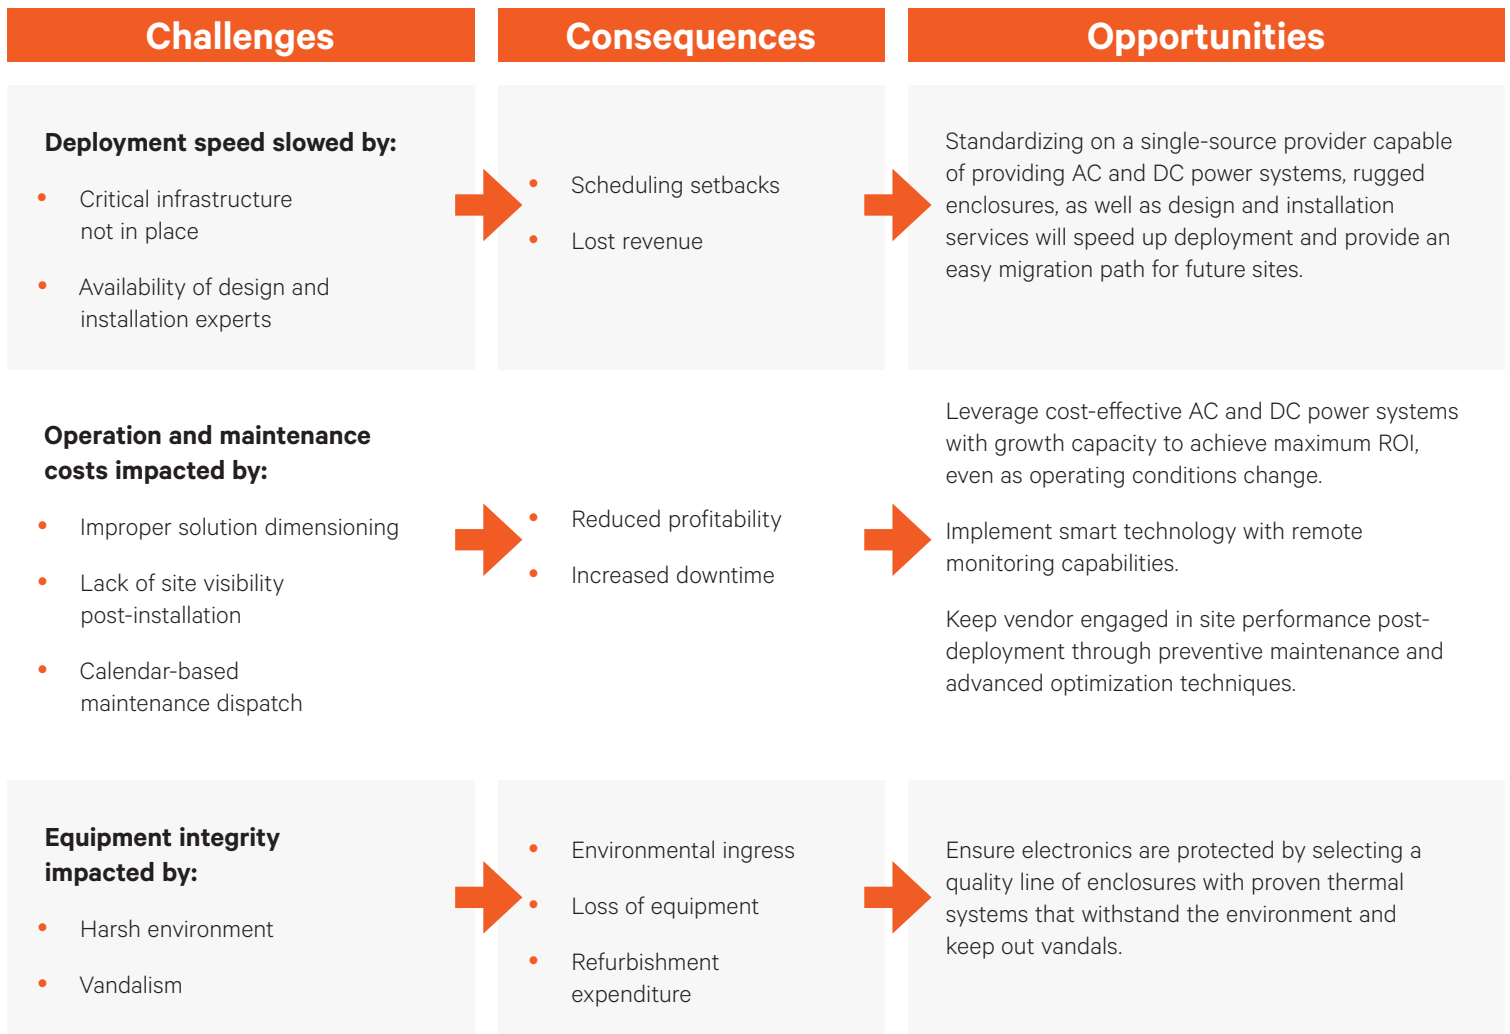 Challenges
Consequences
Opportunities
Deployment speed slowed by:
• Critical infrastructure
not in place
• Availability of design and
installation experts
• Scheduling setbacks
• Lost revenue
Standardizing on a single-source provider capable
of providing AC and DC power systems, rugged
enclosures, as well as design and installation
services will speed up deployment and provide an
easy migration path for future sites.
Operation and maintenance
costs impacted by:
• Improper solution dimensioning
• Lack of site visibility
post-installation
• Calendar-based
maintenance dispatch
• Reduced profitability
• Increased downtime
Leverage cost-effective AC and DC power systems
with growth capacity to achieve maximum ROI,
even as operating conditions change.
Implement smart technology with remote
monitoring capabilities.
Keep vendor engaged in site performance post-
deployment through preventive maintenance and
advanced optimization techniques.
Equipment integrity
impacted by:
• Harsh environment
• Vandalism
• Environmental ingress
• Loss of equipment
• Refurbishment
expenditure
Ensure electronics are protected by selecting a
quality line of enclosures with proven thermal
systems that withstand the environment and
keep out vandals.